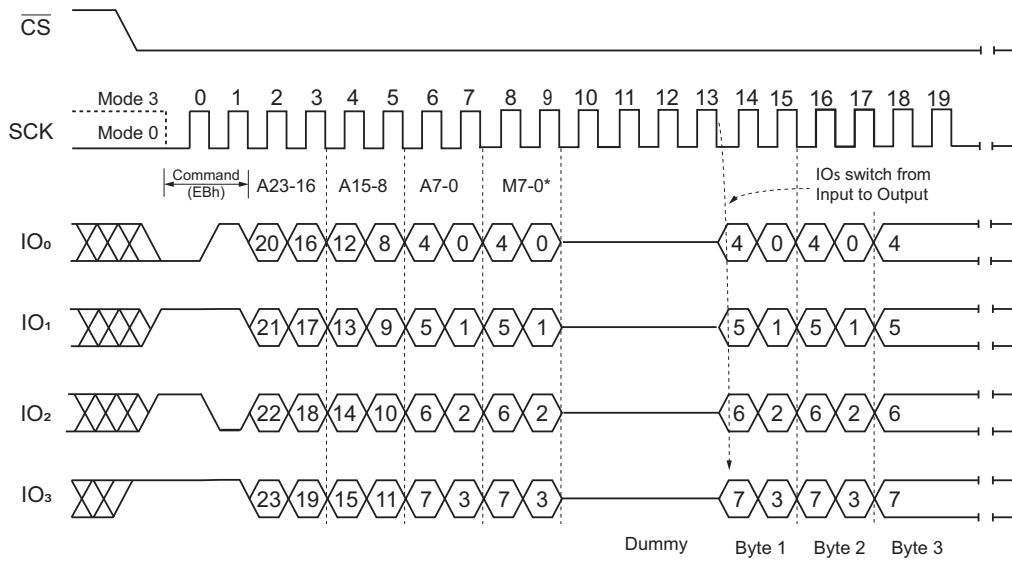 CS
Mode 3 0 1 2 3 4 5 6 7 8 9 10 11 12 13 14 15 16 17 18 19
SCK Mode 0
Command (EBh) A23-16 A15-8 A7-0 M7-0* IOs switch from Input to Output
IO₀ 20 16 12 8 4 0 4 0 4 0 4 0 4
IO₁ 21 17 13 9 5 1 5 1 5 1 5 1 5
IO₂ 22 18 14 10 6 2 6 2 6 2 6 2 6
IO₃ 23 19 15 11 7 3 7 3 7 3 7 3 7
Dummy Byte 1 Byte 2 Byte 3